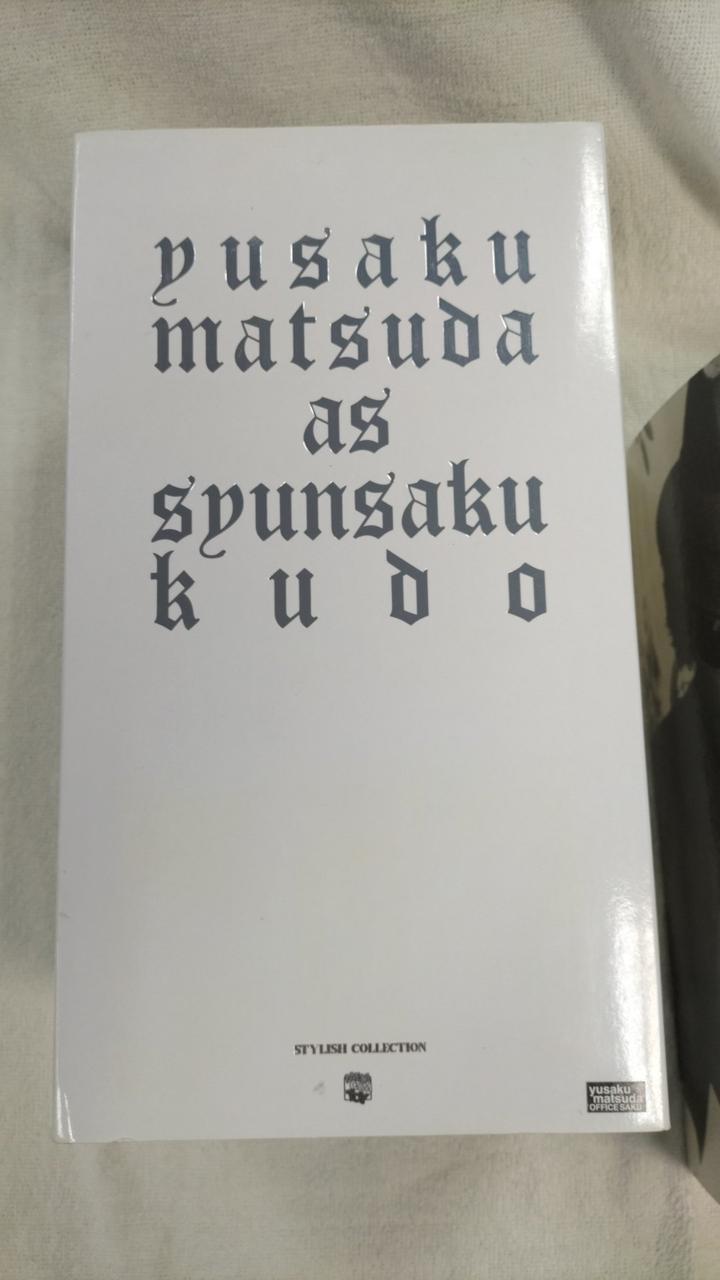 yusaku
matsuda
as
syunsaku
kudo
STYLISH COLLECTION
yusaku
matsuda
OFFICE SAKU